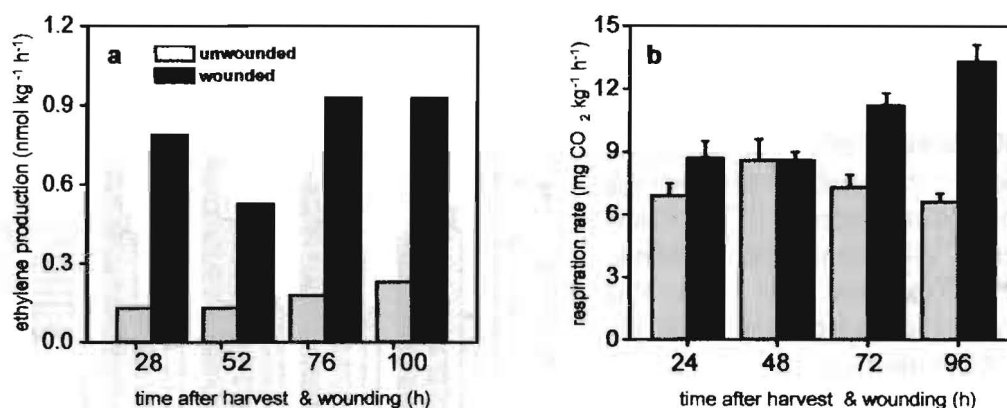 a
unwounded
wounded
ethylene production (nmol kg⁻¹ h⁻¹)
1.2
0.9
0.6
0.3
0.0
28 52 76 100
time after harvest & wounding (h)
b
respiration rate (mg CO ₂ kg⁻¹ h⁻¹)
15
12
9
6
3
0
24 48 72 96
time after harvest & wounding (h)